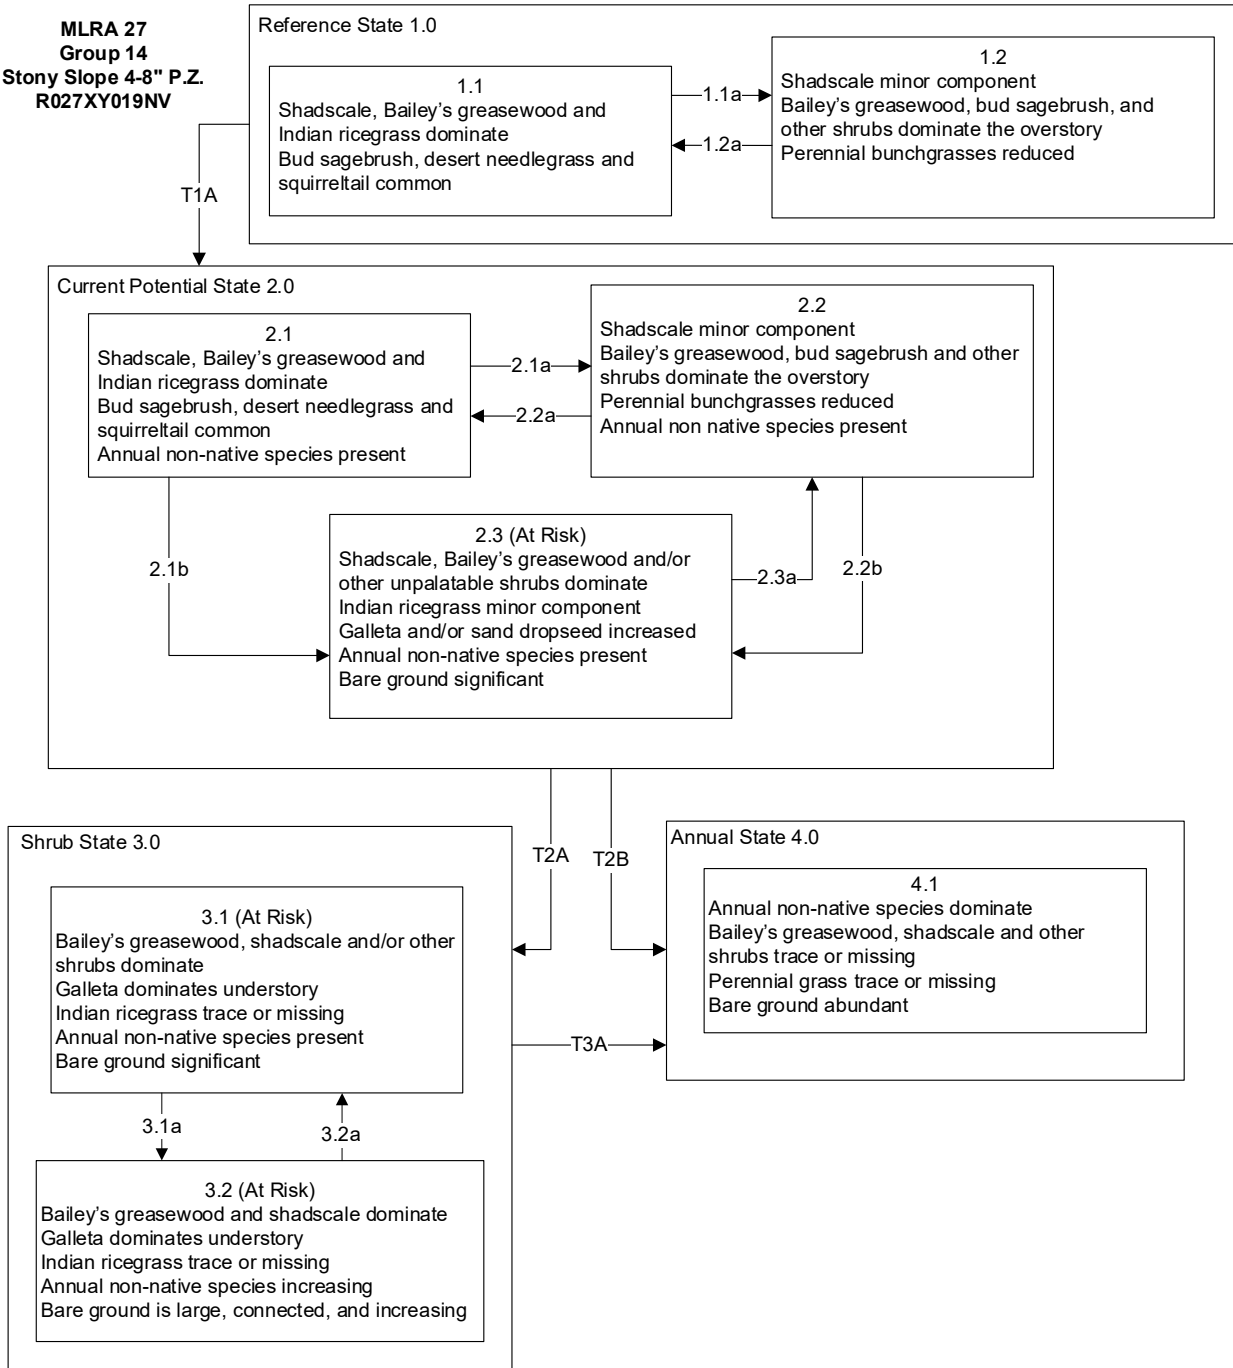 MLRA 27
Group 14
Stony Slope 4-8" P.Z.
R027XY019NV
Reference State 1.0
1.1
Shadscale, Bailey's greasewood and
Indian ricegrass dominate
Bud sagebrush, desert needlegrass and
squirreltail common
1.1a
1.2a
1.2
Shadscale minor component
Bailey's greasewood, bud sagebrush, and
other shrubs dominate the overstory
Perennial bunchgrasses reduced
T1A
Current Potential State 2.0
2.1
Shadscale, Bailey's greasewood and
Indian ricegrass dominate
Bud sagebrush, desert needlegrass and
squirreltail common
Annual non-native species present
2.1a
2.2a
2.2
Shadscale minor component
Bailey's greasewood, bud sagebrush and other
shrubs dominate the overstory
Perennial bunchgrasses reduced
Annual non native species present
2.1b
2.3 (At Risk)
Shadscale, Bailey's greasewood and/or
other unpalatable shrubs dominate
Indian ricegrass minor component
Galleta and/or sand dropseed increased
Annual non-native species present
Bare ground significant
2.3a
2.2b
T2A
T2B
Shrub State 3.0
3.1 (At Risk)
Bailey's greasewood, shadscale and/or other
shrubs dominate
Galleta dominates understory
Indian ricegrass trace or missing
Annual non-native species present
Bare ground significant
3.1a
3.2a
3.2 (At Risk)
Bailey's greasewood and shadscale dominate
Galleta dominates understory
Indian ricegrass trace or missing
Annual non-native species increasing
Bare ground is large, connected, and increasing
T3A
Annual State 4.0
4.1
Annual non-native species dominate
Bailey's greasewood, shadscale and other
shrubs trace or missing
Perennial grass trace or missing
Bare ground abundant